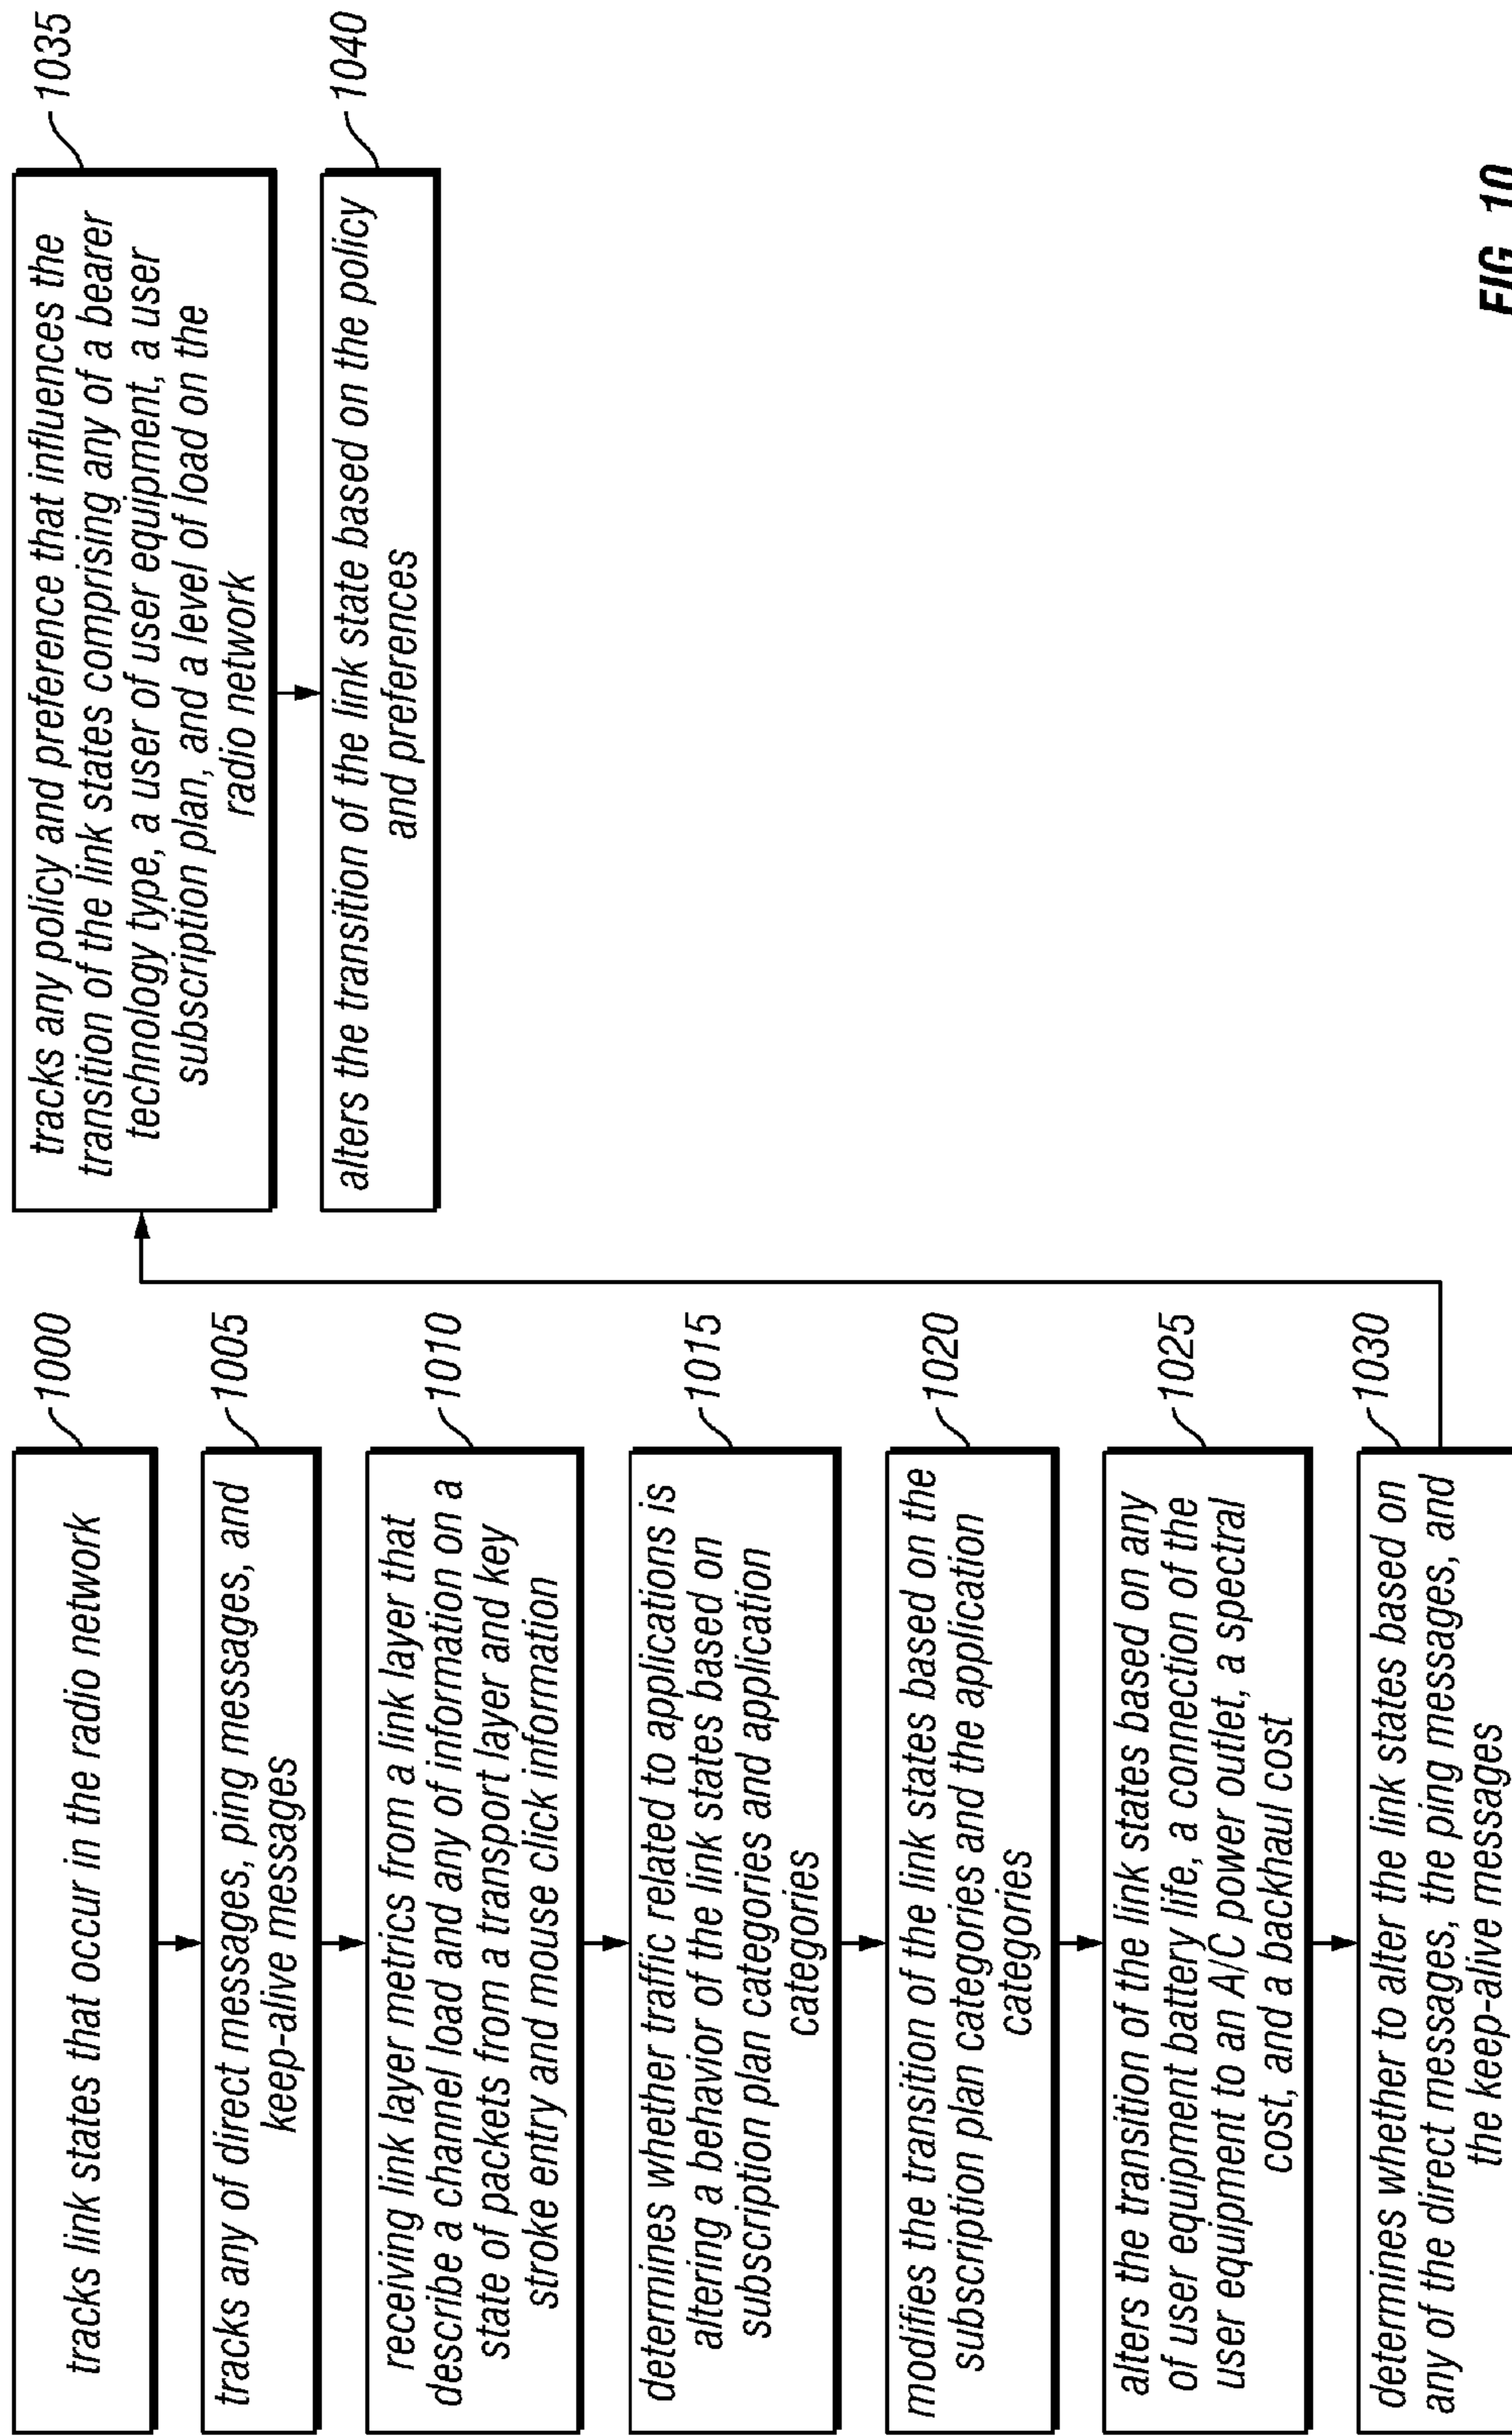 tracks link states that occur in the radio network
1000
tracks any of direct messages, ping messages, and
keep-alive messages
1005
receiving link layer metrics from a link layer that
describe a channel load and any of information on a
state of packets from a transport layer and key
stroke entry and mouse click information
1010
determines whether traffic related to applications is
altering a behavior of the link states based on
subscription plan categories and application
categories
1015
modifies the transition of the link states based on the
subscription plan categories and the application
categories
1020
alters the transition of the link states based on any
of user equipment battery life, a connection of the
user equipment to an A/C power outlet, a spectral
cost, and a backhaul cost
1025
determines whether to alter the link states based on
any of the direct messages, the ping messages, and
the keep-alive messages
1030
tracks any policy and preference that influences the
transition of the link states comprising any of a bearer
technology type, a user of user equipment, a user
subscription plan, and a level of load on the
radio network
1035
alters the transition of the link state based on the policy
and preferences
1040
FIG. 10